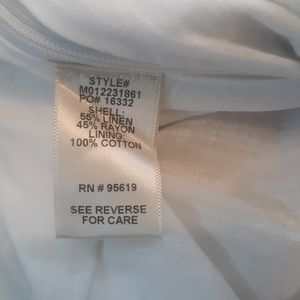 STYLE#
M012231861
PO# 16332
SHELL:
55% LINEN
45% RAYON
LINING:
100% COTTON
RN # 95619
SEE REVERSE
FOR CARE